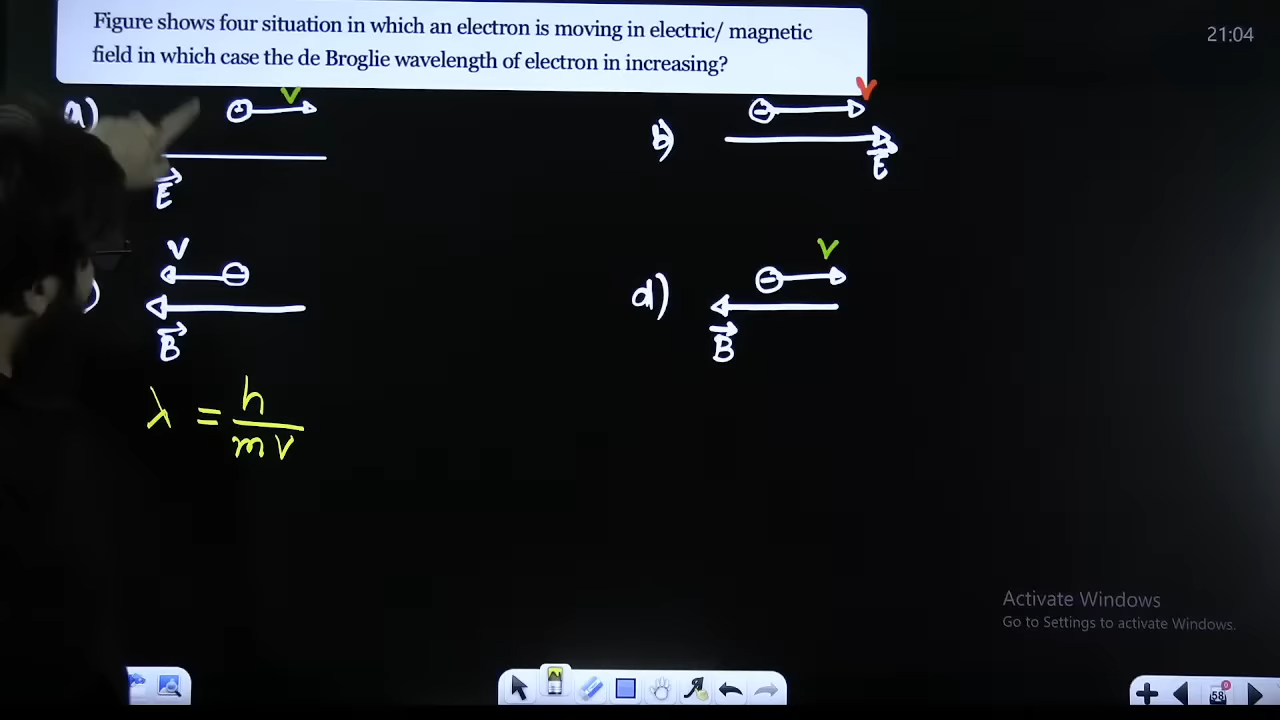 Figure shows four situation in which an electron is moving in electric/ magnetic
field in which case the de Broglie wavelength of electron in increasing?
21:04
a)
V
E
b)
V
E
V
B
d)
V
B
λ = h
m v
Activate Windows
Go to Settings to activate Windows.
58